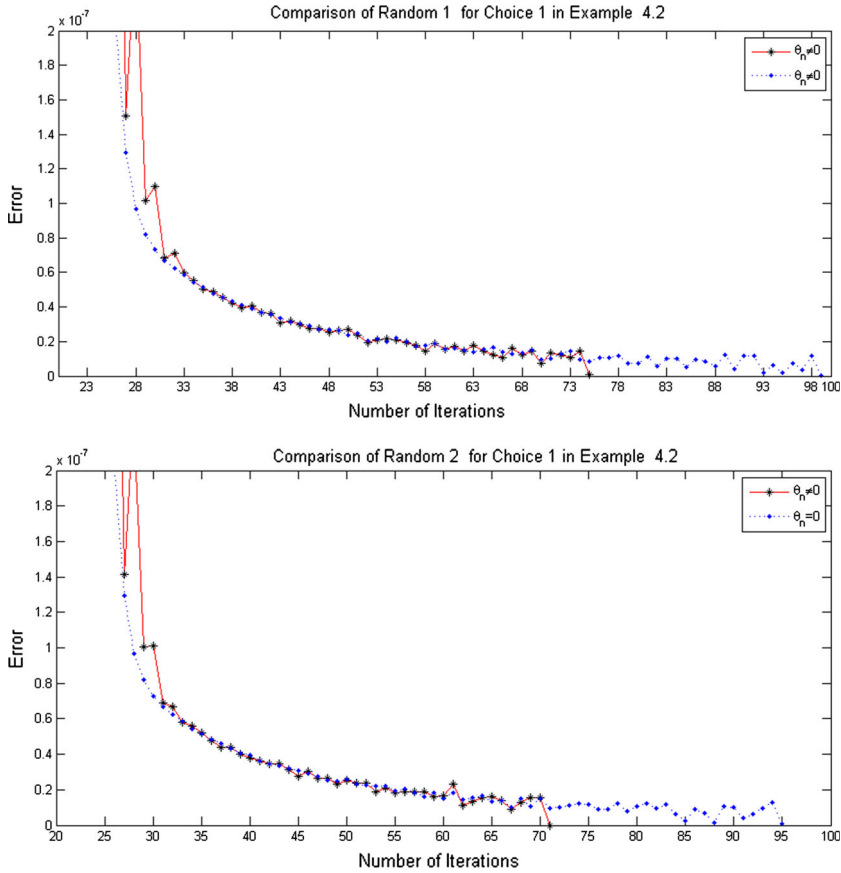 Comparison of Random 1 for Choice 1 in Example 4.2
x 10^-7
2
1.8
1.6
1.4
1.2
1
0.8
0.6
0.4
0.2
0
Error
θ_n≠0
θ_n≠0
23 28 33 38 43 48 53 58 63 68 73 78 83 88 93 98 100
Number of Iterations
Comparison of Random 2 for Choice 1 in Example 4.2
x 10^-7
2
1.8
1.6
1.4
1.2
1
0.8
0.6
0.4
0.2
0
Error
θ_n≠0
θ_n=0
20 25 30 35 40 45 50 55 60 65 70 75 80 85 90 95 100
Number of Iterations